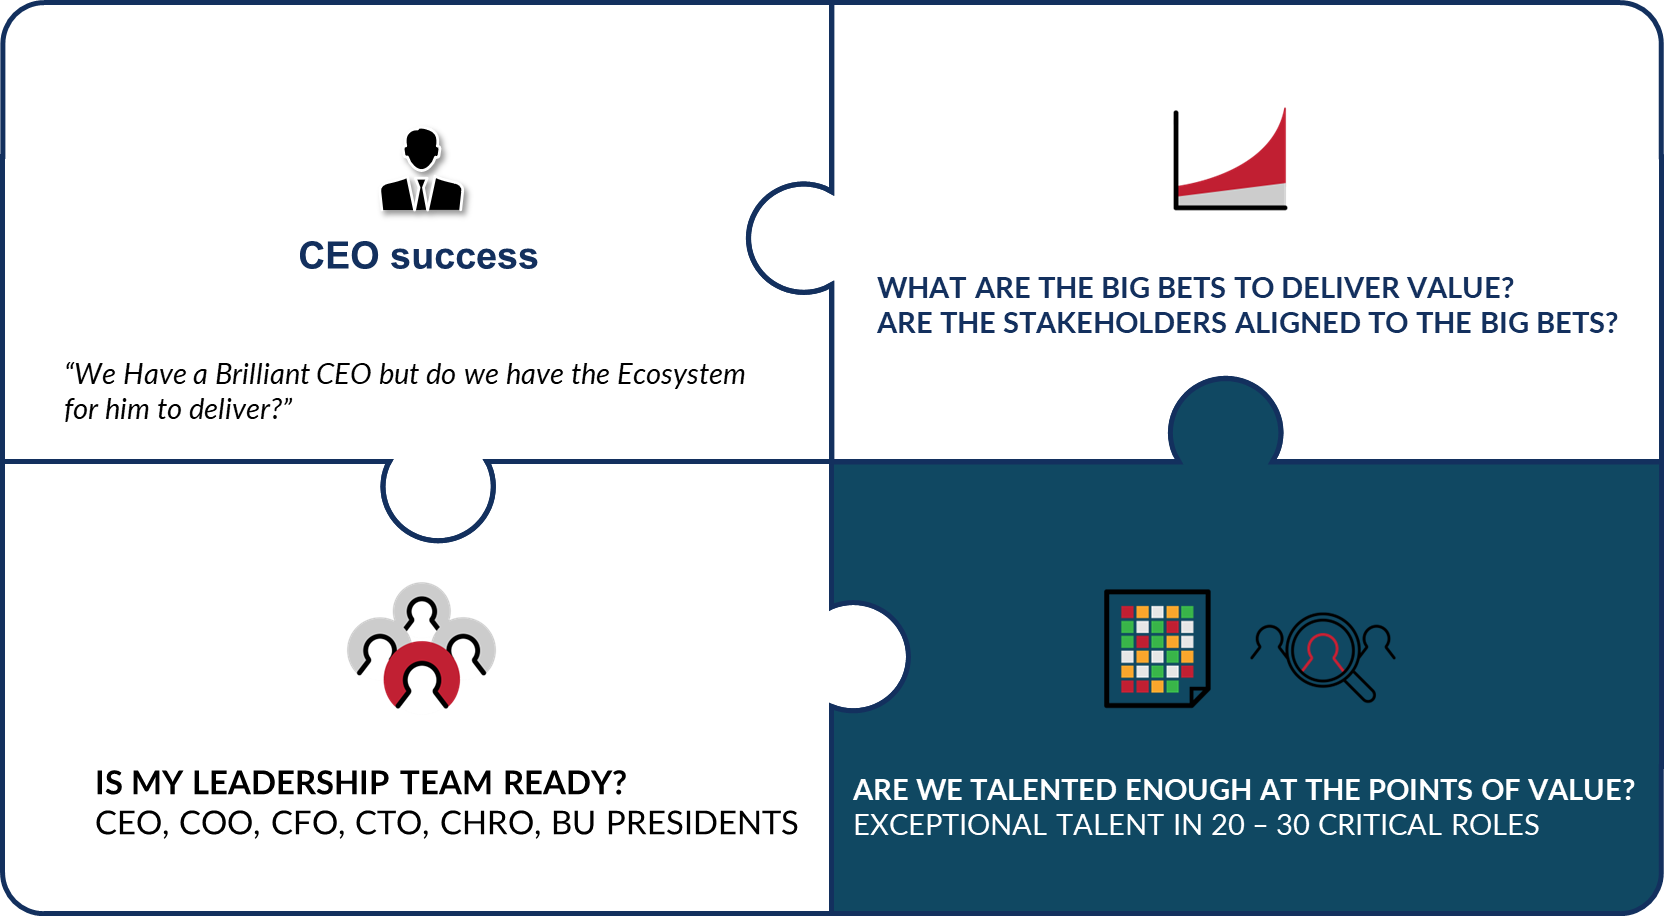 CEO success
“We Have a Brilliant CEO but do we have the Ecosystem
for him to deliver?”
WHAT ARE THE BIG BETS TO DELIVER VALUE?
ARE THE STAKEHOLDERS ALIGNED TO THE BIG BETS?
IS MY LEADERSHIP TEAM READY?
CEO, COO, CFO, CTO, CHRO, BU PRESIDENTS
ARE WE TALENTED ENOUGH AT THE POINTS OF VALUE?
EXCEPTIONAL TALENT IN 20 – 30 CRITICAL ROLES